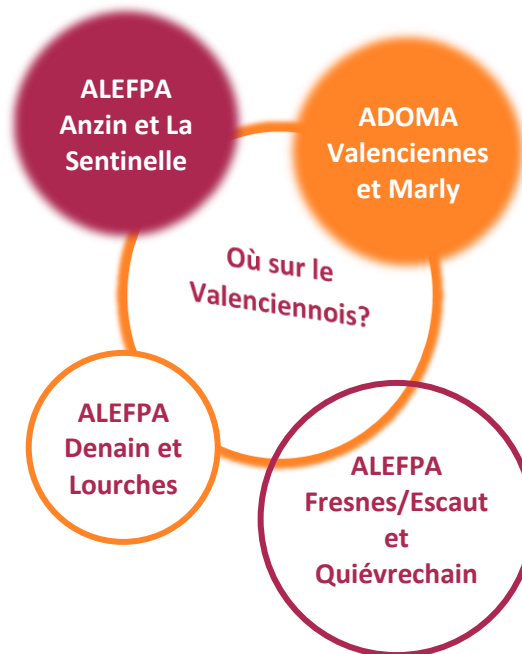 ALEFPA
Anzin et La
Sentinelle
ADOMA
Valenciennes
et Marly
Où sur le
Valenciennois?
ALEFPA
Denain et
Lourches
ALEFPA
Fresnes/Escaut
et
Quiévrechain